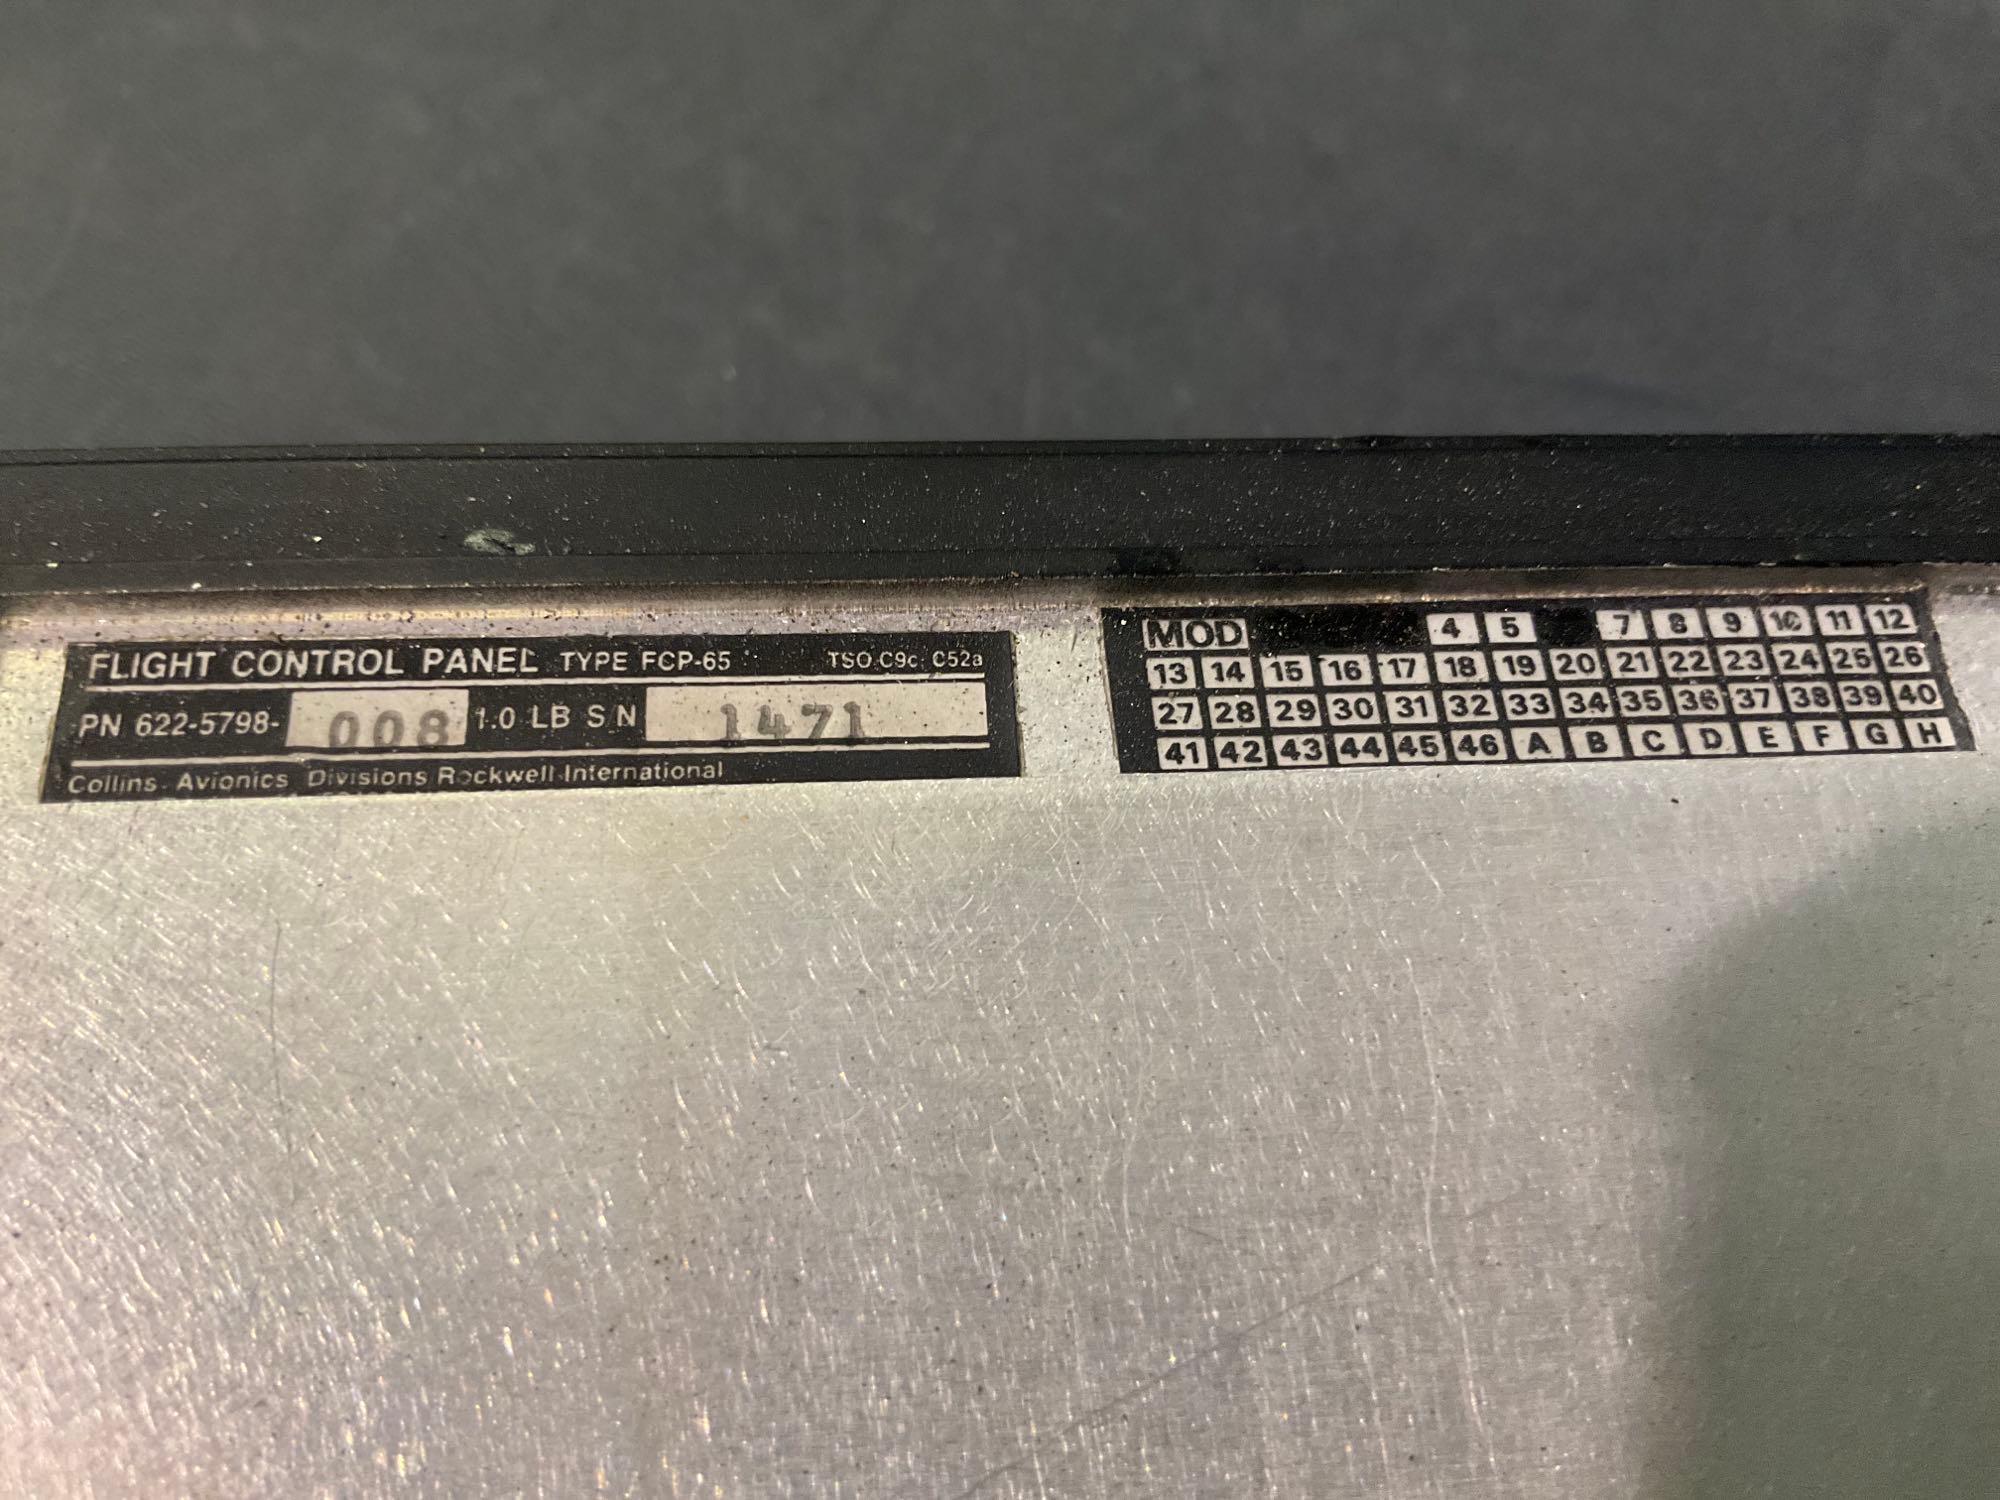 FLIGHT CONTROL PANEL TYPE FCP-65 TSO C9c C52a
PN 622-5798- 008 1.0 LB S N 1471
Collins Avionics Divisions Rockwell International
MOD 4 5 7 8 9 10 11 12
13 14 15 16 17 18 19 20 21 22 23 24 25 26
27 28 29 30 31 32 33 34 35 36 37 38 39 40
41 42 43 44 45 46 A B C D E F G H